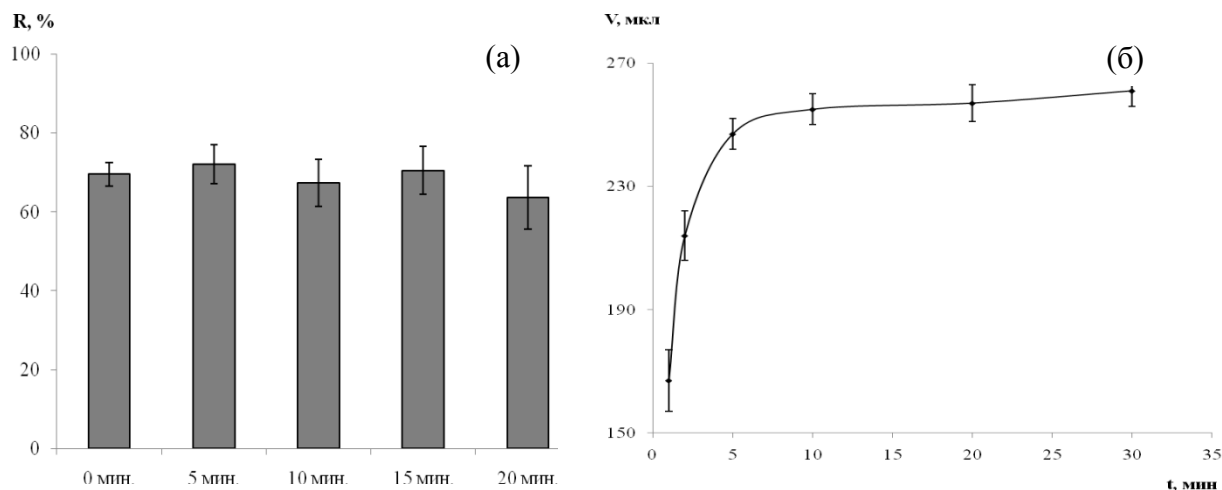 R, %
(а)
100
80
60
40
20
0
0 мин. 5 мин. 10 мин. 15 мин. 20 мин.
V, мкл
(б)
270
230
190
150
0 5 10 15 20 25 30 35
t, мин